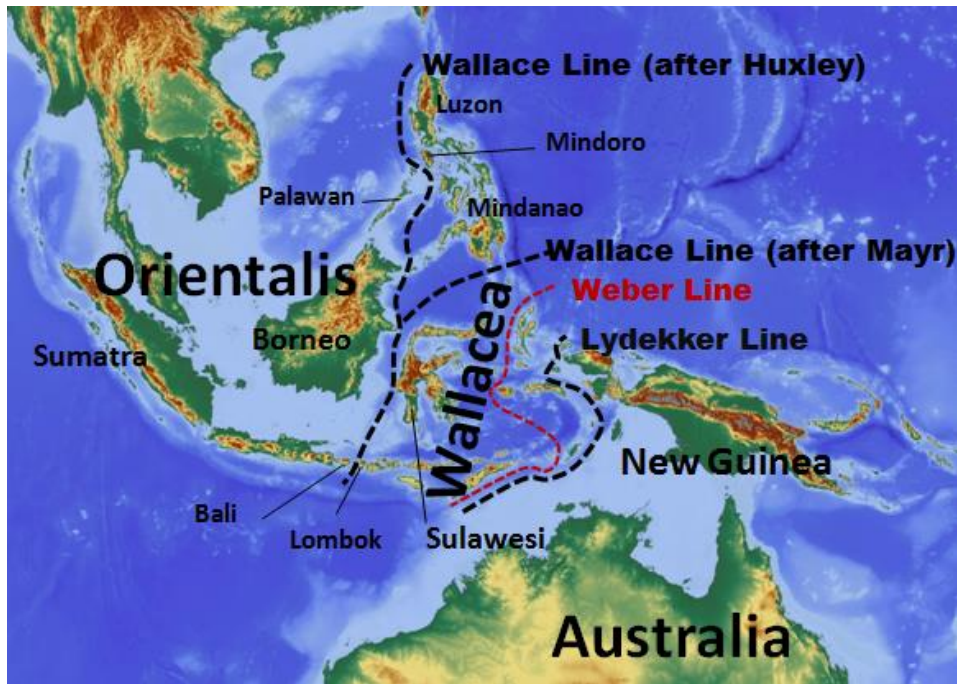 Wallace Line (after Huxley)
Luzon
Mindoro
Palawan
Mindanao
Wallace Line (after Mayr)
Orientalis
Weber Line
Borneo
Lydekker Line
Sumatra
Wallacea
New Guinea
Bali
Lombok
Sulawesi
Australia